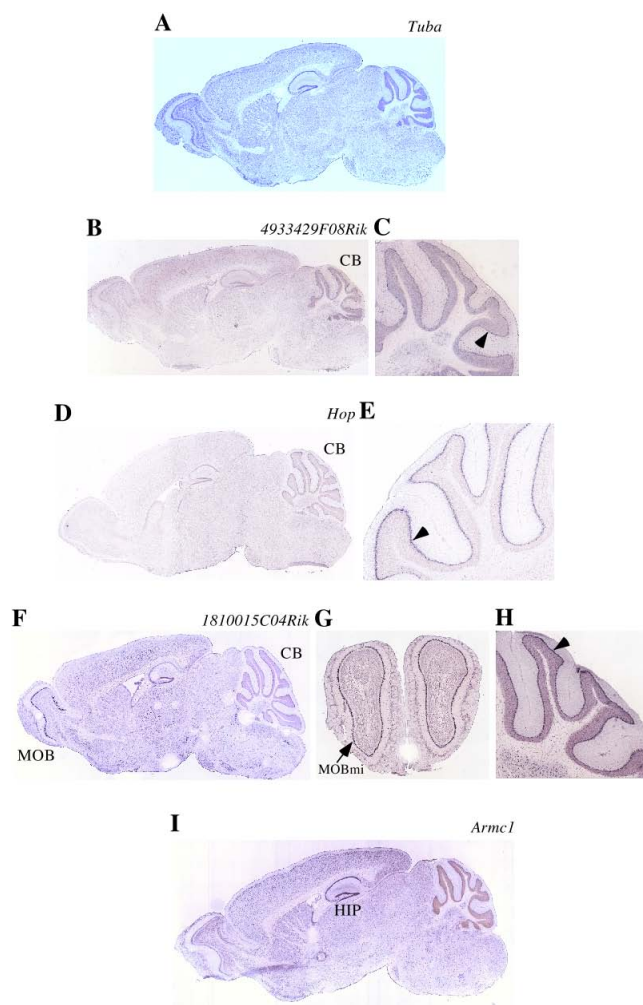 A Tuba
B 4933429F08Rik C
CB
D Hop E
CB
F 1810015C04Rik G H
CB
MOB
MOBmi
I Armc1
HIP